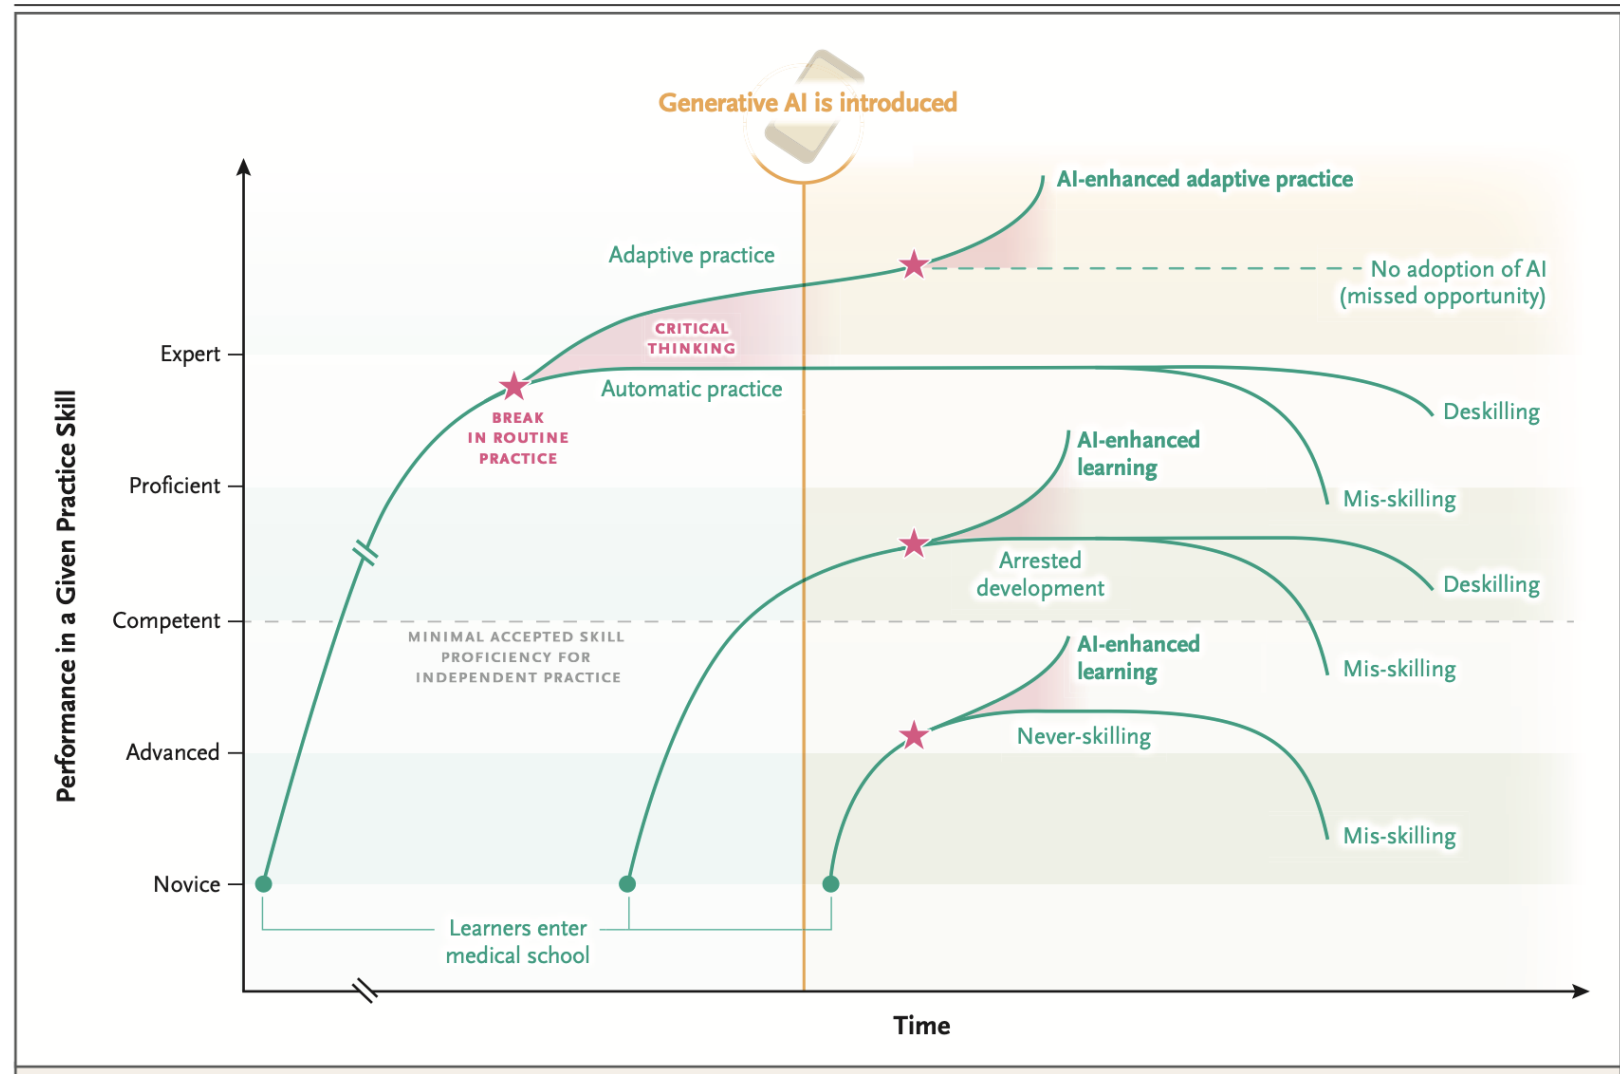 Generative AI is introduced
AI-enhanced adaptive practice
Adaptive practice
No adoption of AI
(missed opportunity)
CRITICAL
THINKING
Expert
Automatic practice
Deskilling
BREAK
IN ROUTINE
PRACTICE
AI-enhanced
learning
Proficient
Mis-skilling
Arrested
development
Deskilling
Competent
MINIMAL ACCEPTED SKILL
PROFICIENCY FOR
INDEPENDENT PRACTICE
AI-enhanced
learning
Mis-skilling
Advanced
Never-skilling
Mis-skilling
Novice
Learners enter
medical school
Performance in a Given Practice Skill
Time